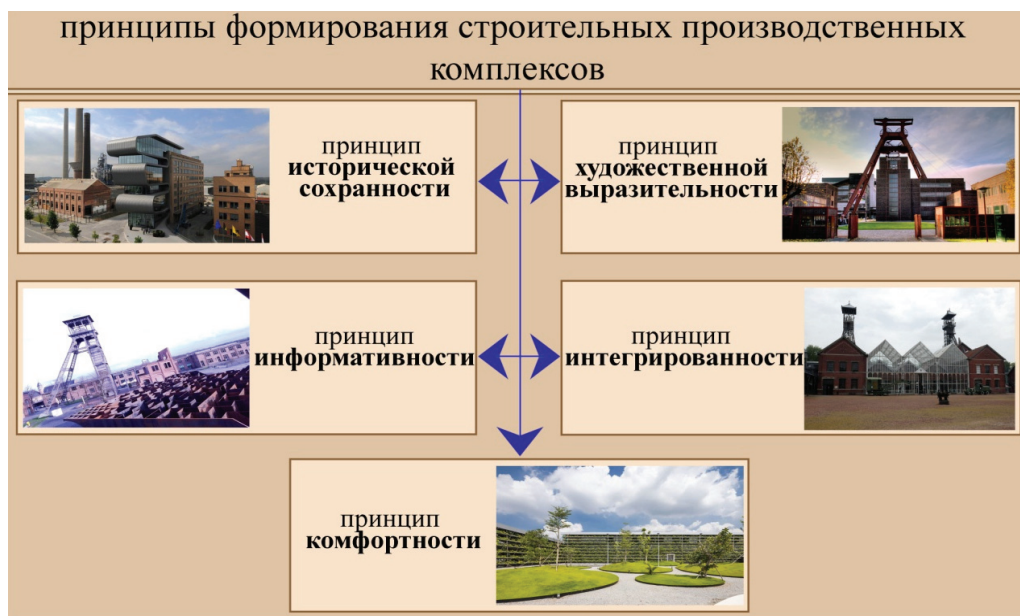 принципы формирования строительных производственных
комплексов
принцип
исторической
сохранности
принцип
художественной
выразительности
принцип
информативности
принцип
интегрированности
принцип
комфортности